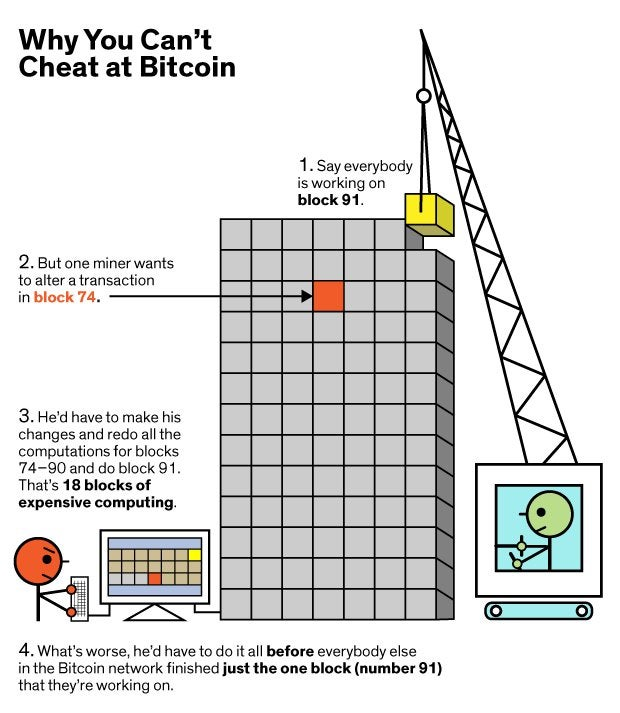 Why You Can't
Cheat at Bitcoin
1. Say everybody
is working on
block 91.
2. But one miner wants
to alter a transaction
in block 74.
3. He'd have to make his
changes and redo all the
computations for blocks
74–90 and do block 91.
That's 18 blocks of
expensive computing.
4. What's worse, he'd have to do it all before everybody else
in the Bitcoin network finished just the one block (number 91)
that they're working on.